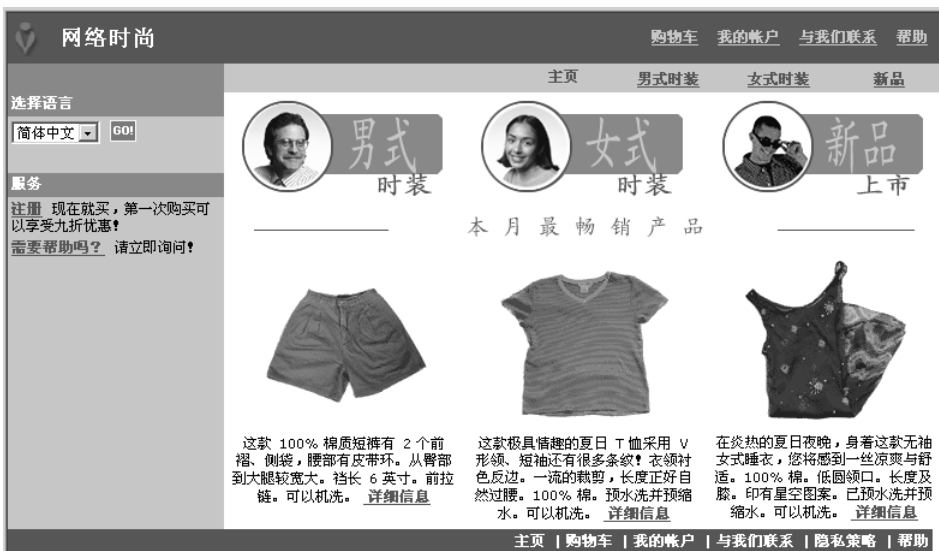 网络时尚
购物车 我的帐户 与我们联系 帮助
主页 男式时装 女式时装 新品
选择语言
简体中文 GO!
服务
注册 现在就买，第一次购买可
以享受九折优惠！
需要帮助吗？ 请立即询问！
男式
时装
女式
时装
新品
上市
本月最畅销产品
这款 100% 棉质短裤有 2 个前
褶、侧袋，腰部有皮带环。从臀部
到大腿较宽大。裆长 6 英寸。前拉
链。可以机洗。 详细信息
这款极具情趣的夏日 T 恤采用 V
形领、短袖还有很多条纹！衣领衬
色反边。一流的裁剪，长度正好自
然过腰。100% 棉。预水洗并预缩
水。可以机洗。 详细信息
在炎热的夏日夜晚，身着这款无袖
女式睡衣，您将感到一丝凉爽与舒
适。100% 棉。低圆领口。长度及
膝。印有星空图案。已预水洗并预
缩水。可以机洗。 详细信息
主页 | 购物车 | 我的帐户 | 与我们联系 | 隐私策略 | 帮助